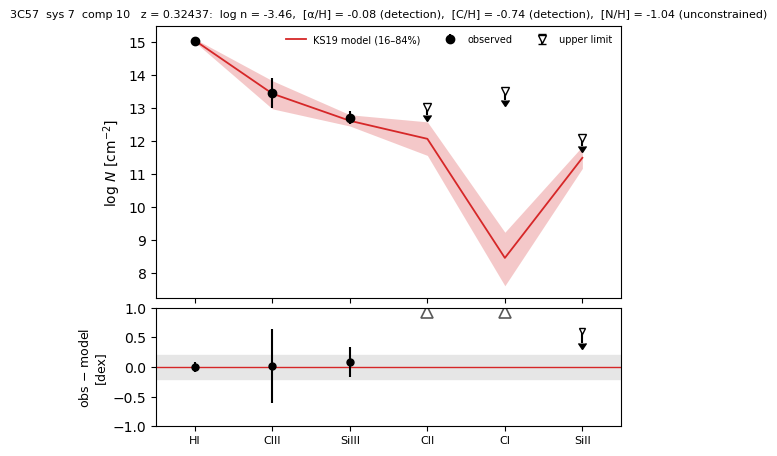 3C57  sys 7  comp 10   z = 0.32437:  log n = -3.46,  [α/H] = -0.08 (detection),  [C/H] = -0.74 (detection),  [N/H] = -1.04 (unconstrained)
KS19 model (16–84%)
observed
upper limit
15
14
13
12
11
10
9
8
log N [cm⁻²]
1.0
0.5
0.0
−0.5
−1.0
obs − model
[dex]
HI
CIII
SiIII
CII
CI
SiII